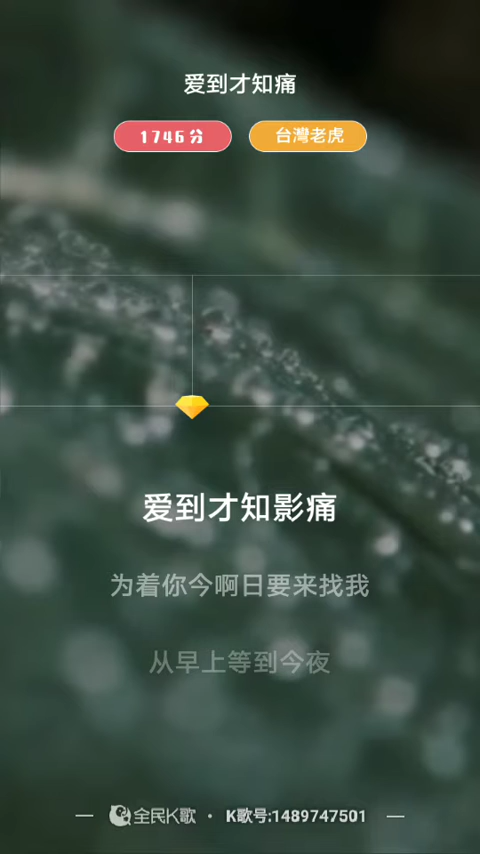 爱到才知痛
1746分
台灣老虎
爱到才知影痛
为着你今啊日要来找我
从早上等到今夜
全民K歌 · K歌号:1489747501